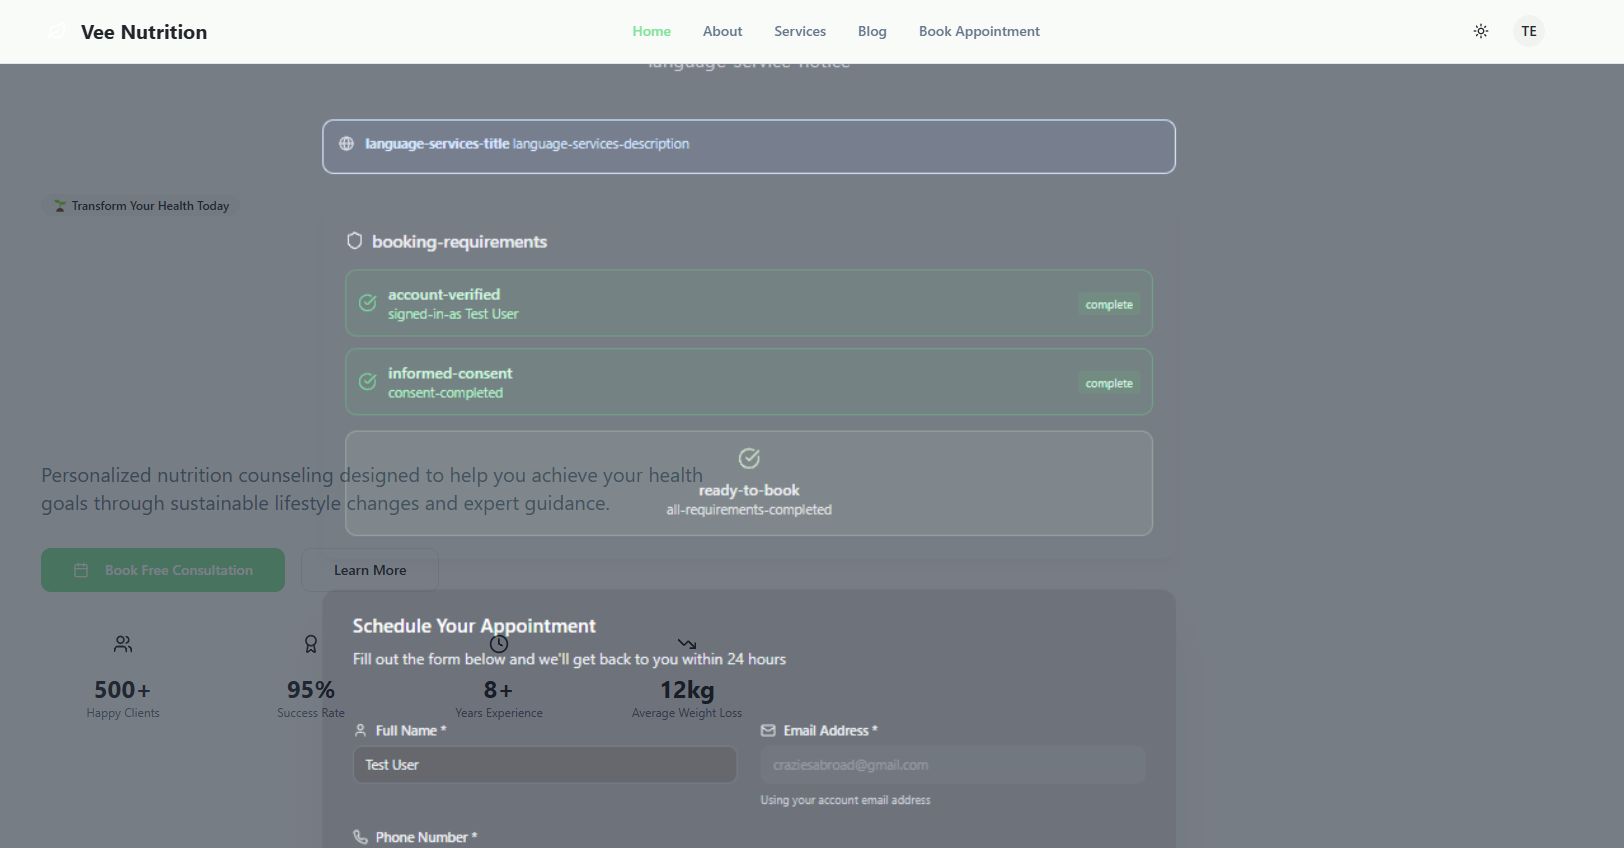 Vee Nutrition
Home
About
Services
Blog
Book Appointment
TE
language-service-notice
language-services-title language-services-description
Transform Your Health Today
booking-requirements
account-verified
signed-in-as Test User
complete
informed-consent
consent-completed
complete
Personalized nutrition counseling designed to help you achieve your health
goals through sustainable lifestyle changes and expert guidance.
ready-to-book
all-requirements-completed
Book Free Consultation
Learn More
Schedule Your Appointment
Fill out the form below and we'll get back to you within 24 hours
500+
Happy Clients
95%
Success Rate
8+
Years Experience
12kg
Average Weight Loss
Full Name *
Test User
Email Address *
craziesabroad@gmail.com
Using your account email address
Phone Number *